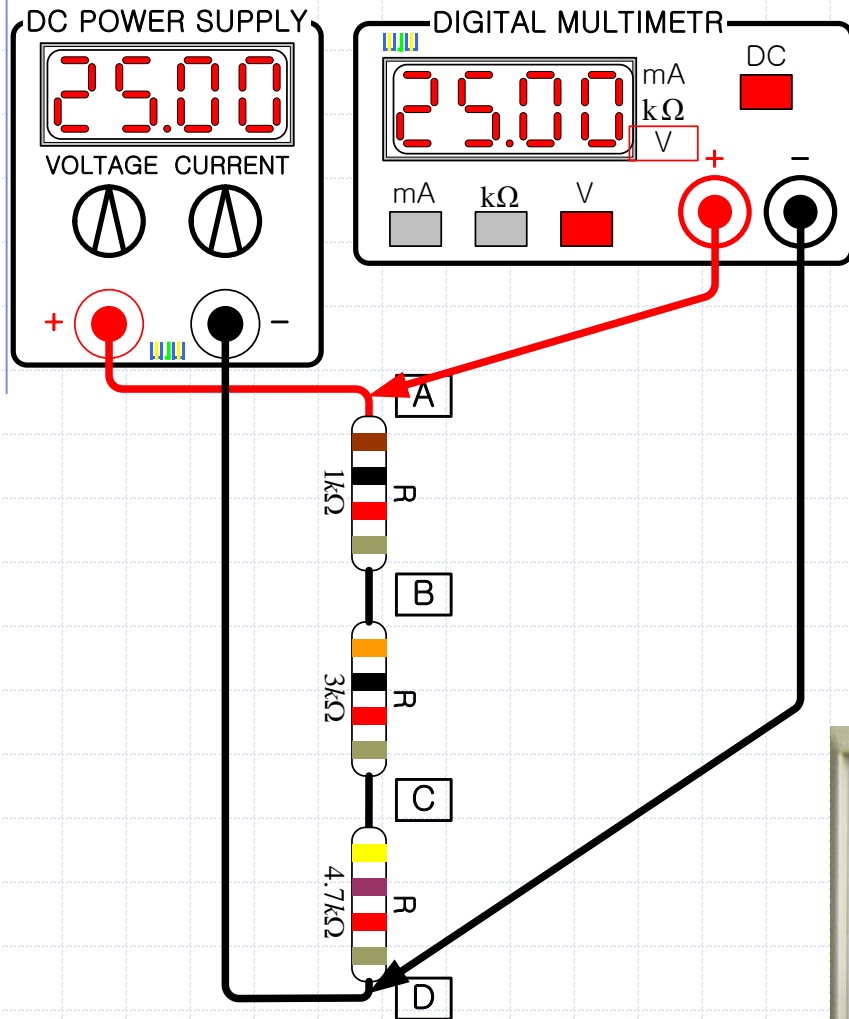 DC POWER SUPPLY
25.00
VOLTAGE CURRENT
+ −
DIGITAL MULTIMETR
25.00
mA
kΩ
V
DC
mA kΩ V
+ −
A
1kΩ R
B
3kΩ R
C
4.7kΩ R
D